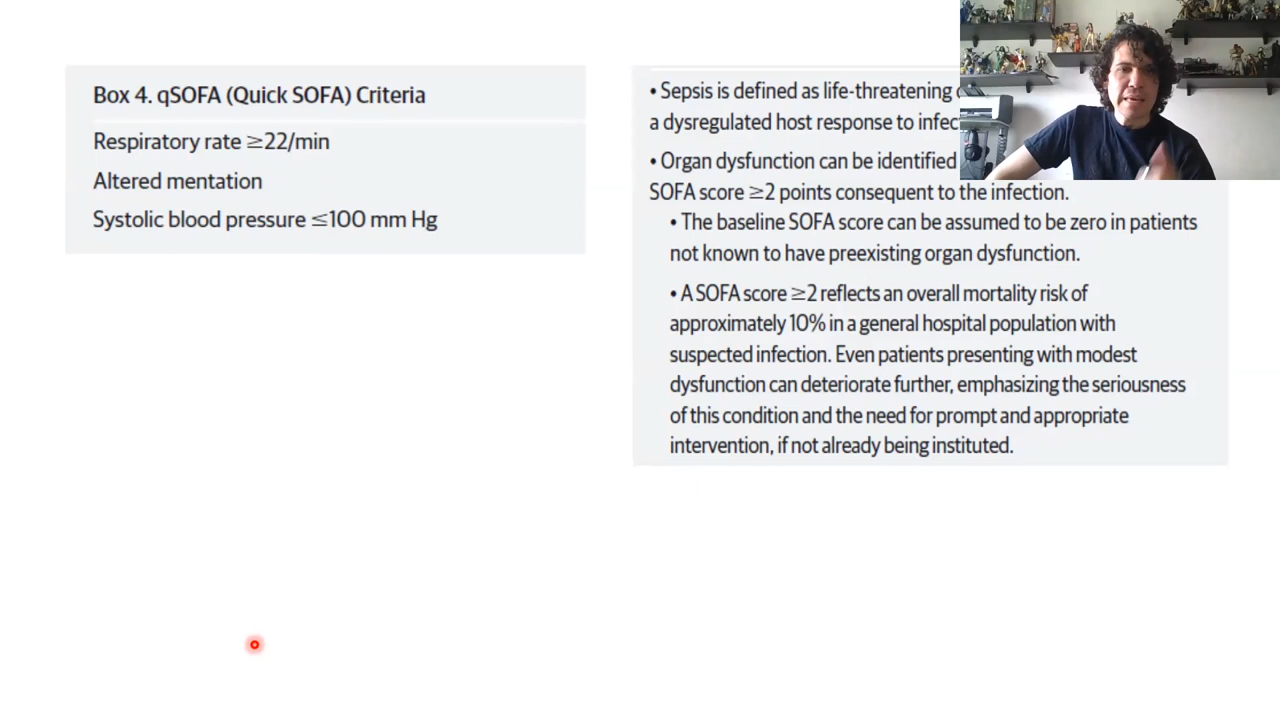 Box 4. qSOFA (Quick SOFA) Criteria
Respiratory rate ≥22/min
Altered mentation
Systolic blood pressure ≤100 mm Hg
• Sepsis is defined as life-threatening
a dysregulated host response to
• Organ dysfunction can be identified
SOFA score ≥2 points consequent to the infection.
• The baseline SOFA score can be assumed to be zero in patients
not known to have preexisting organ dysfunction.
• A SOFA score ≥2 reflects an overall mortality risk of
approximately 10% in a general hospital population with
suspected infection. Even patients presenting with modest
dysfunction can deteriorate further, emphasizing the seriousness
of this condition and the need for prompt and appropriate
intervention, if not already being instituted.